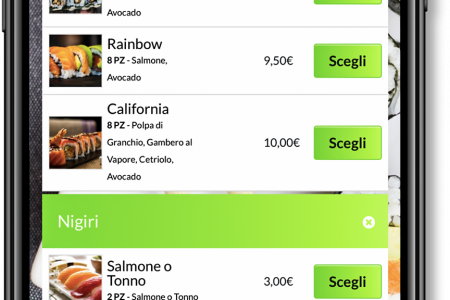 Avocado
Rainbow
8 PZ - Salmone,
Avocado
9,50€
Scegli
California
8 PZ - Polpa di
Granchio, Gambero al
Vapore, Cetriolo,
Avocado
10,00€
Scegli
Nigiri
Salmone o
Tonno
2 PZ - Salmone o Tonno
3,00€
Scegli